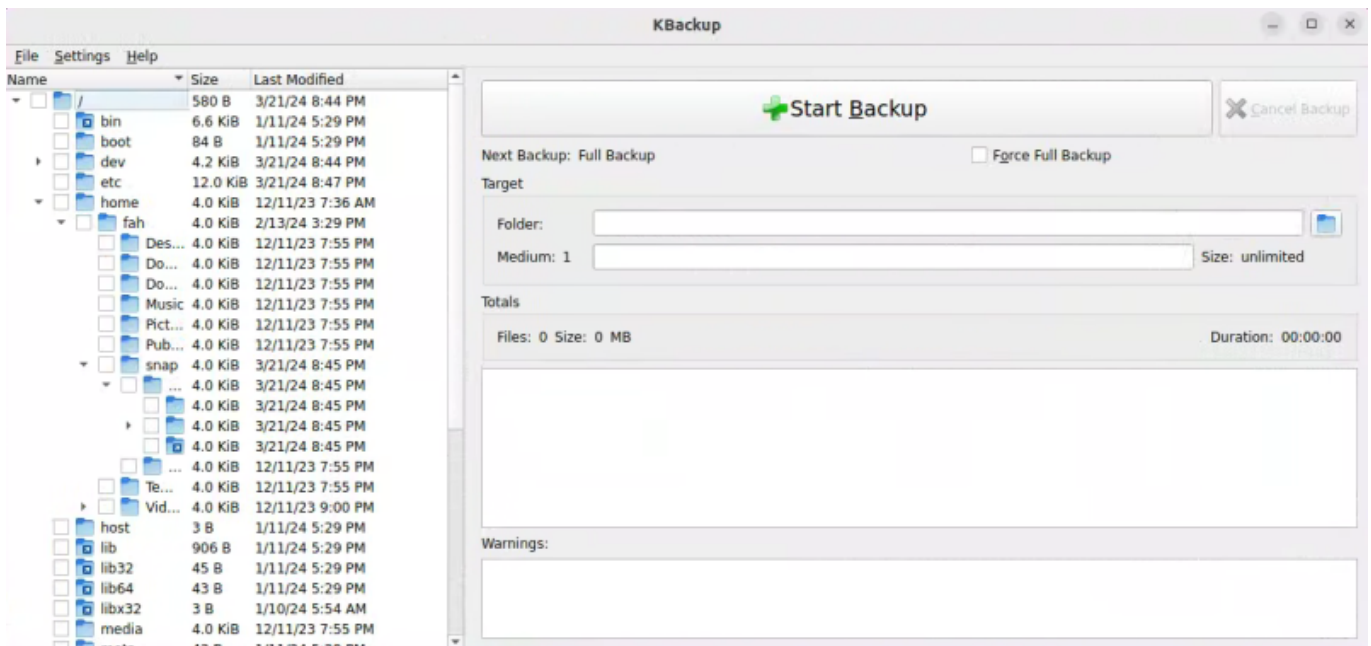 KBackup
File Settings Help
Name Size Last Modified
/ 580 B 3/21/24 8:44 PM
bin 6.6 KiB 1/11/24 5:29 PM
boot 84 B 1/11/24 5:29 PM
dev 4.2 KiB 3/21/24 8:44 PM
etc 12.0 KiB 3/21/24 8:47 PM
home 4.0 KiB 12/11/23 7:36 AM
fah 4.0 KiB 2/13/24 3:29 PM
Des... 4.0 KiB 12/11/23 7:55 PM
Do... 4.0 KiB 12/11/23 7:55 PM
Do... 4.0 KiB 12/11/23 7:55 PM
Music 4.0 KiB 12/11/23 7:55 PM
Pict... 4.0 KiB 12/11/23 7:55 PM
Pub... 4.0 KiB 12/11/23 7:55 PM
snap 4.0 KiB 3/21/24 8:45 PM
... 4.0 KiB 3/21/24 8:45 PM
4.0 KiB 3/21/24 8:45 PM
4.0 KiB 3/21/24 8:45 PM
4.0 KiB 3/21/24 8:45 PM
... 4.0 KiB 12/11/23 7:55 PM
Te... 4.0 KiB 12/11/23 7:55 PM
Vid... 4.0 KiB 12/11/23 9:00 PM
host 3 B 1/11/24 5:29 PM
lib 906 B 1/11/24 5:29 PM
lib32 45 B 1/11/24 5:29 PM
lib64 43 B 1/11/24 5:29 PM
libx32 3 B 1/10/24 5:54 AM
media 4.0 KiB 12/11/23 7:55 PM
Start Backup
Cancel Backup
Next Backup: Full Backup
Force Full Backup
Target
Folder:
Medium: 1
Size: unlimited
Totals
Files: 0 Size: 0 MB
Duration: 00:00:00
Warnings: